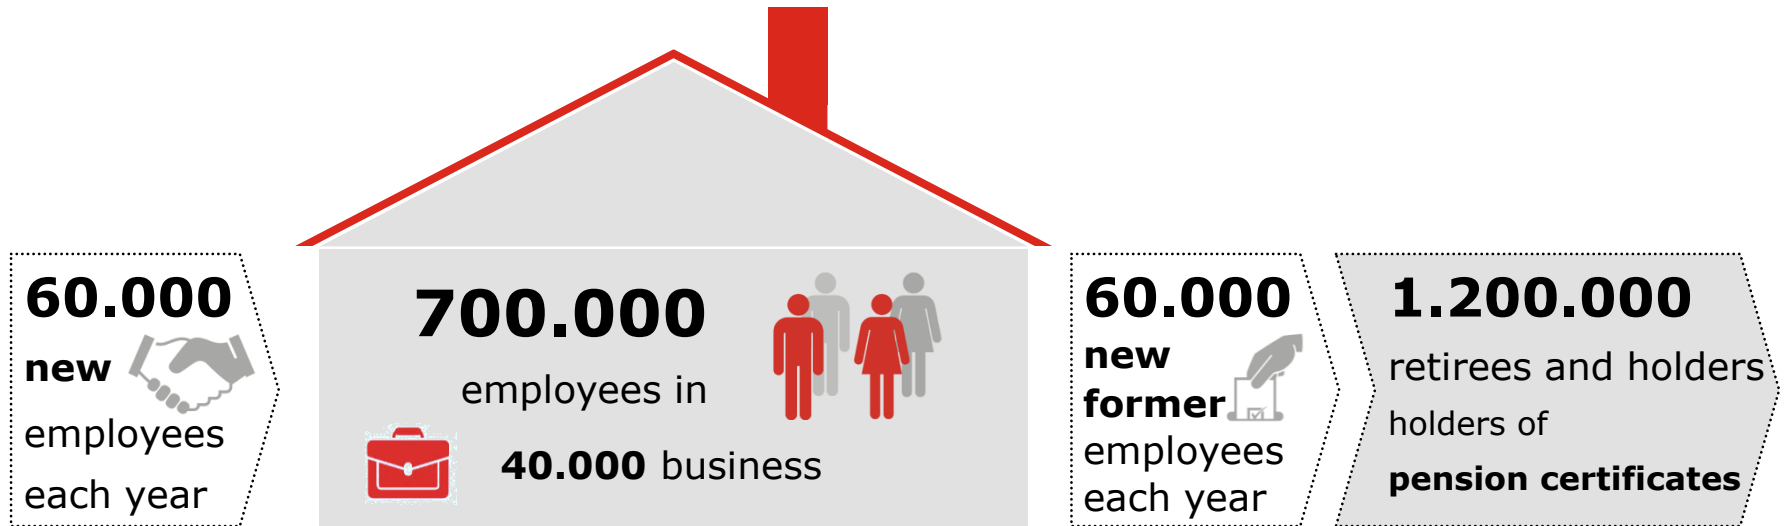 60.000
new
employees
each year
700.000
employees in
40.000 business
60.000
new
former
employees
each year
1.200.000
retirees and holders
holders of
pension certificates